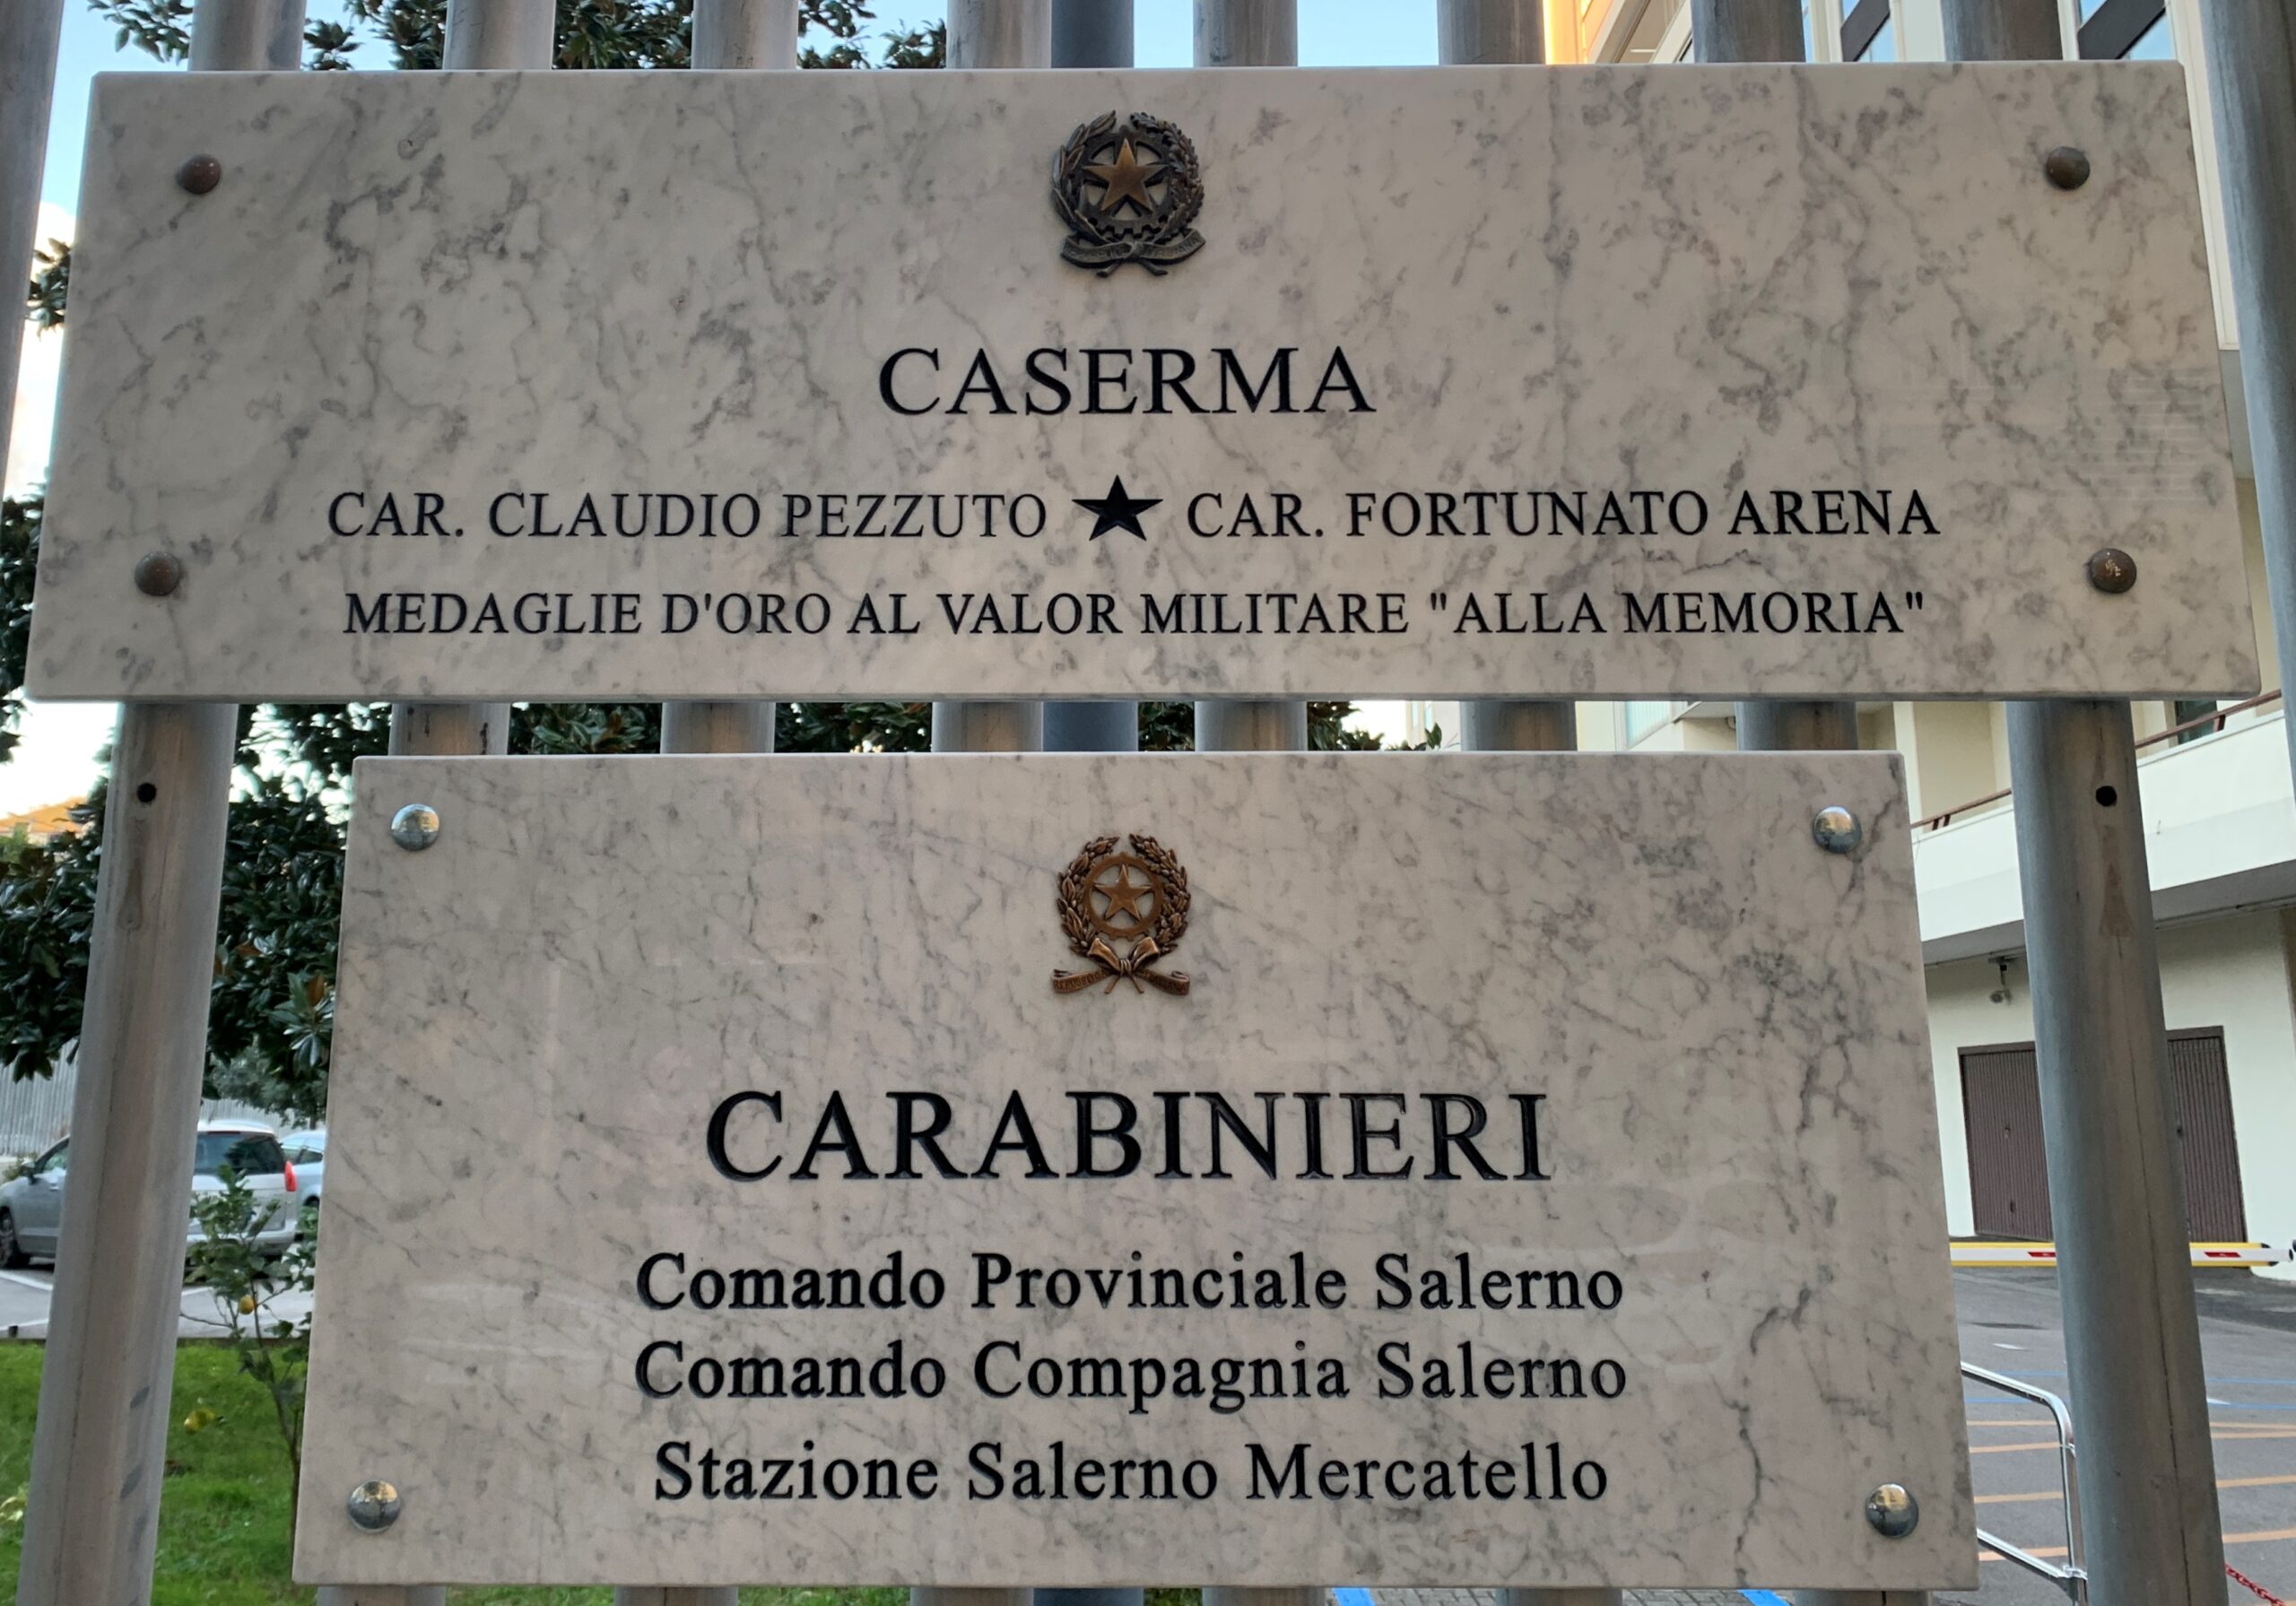 CASERMA
CAR. CLAUDIO PEZZUTO ★ CAR. FORTUNATO ARENA
MEDAGLIE D'ORO AL VALOR MILITARE "ALLA MEMORIA"
CARABINIERI
Comando Provinciale Salerno
Comando Compagnia Salerno
Stazione Salerno Mercatello